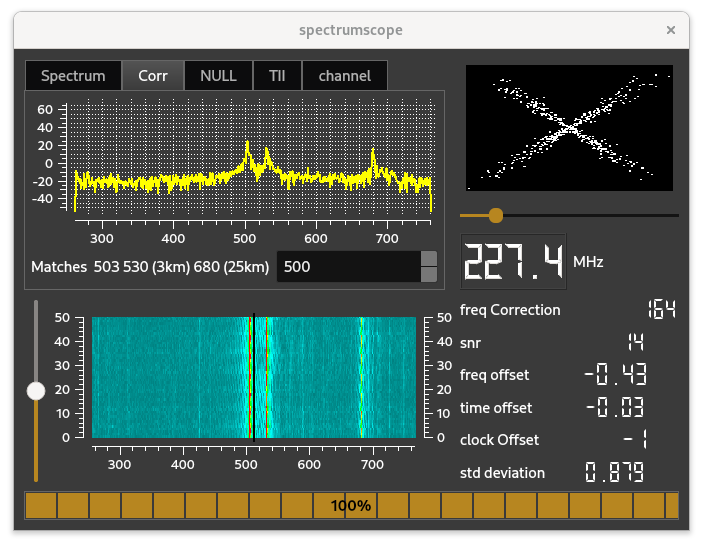 spectrumscope ×
Spectrum Corr NULL TII channel
60
40
20
0
-20
-40
300 400 500 600 700
Matches 503 530 (3km) 680 (25km) 500
227.4 MHz
freq Correction 164
snr 14
freq offset -0.43
time offset -0.03
clock Offset -1
std deviation 0.879
50 50
40 40
30 30
20 20
10 10
0 0
300 400 500 600 700
100%